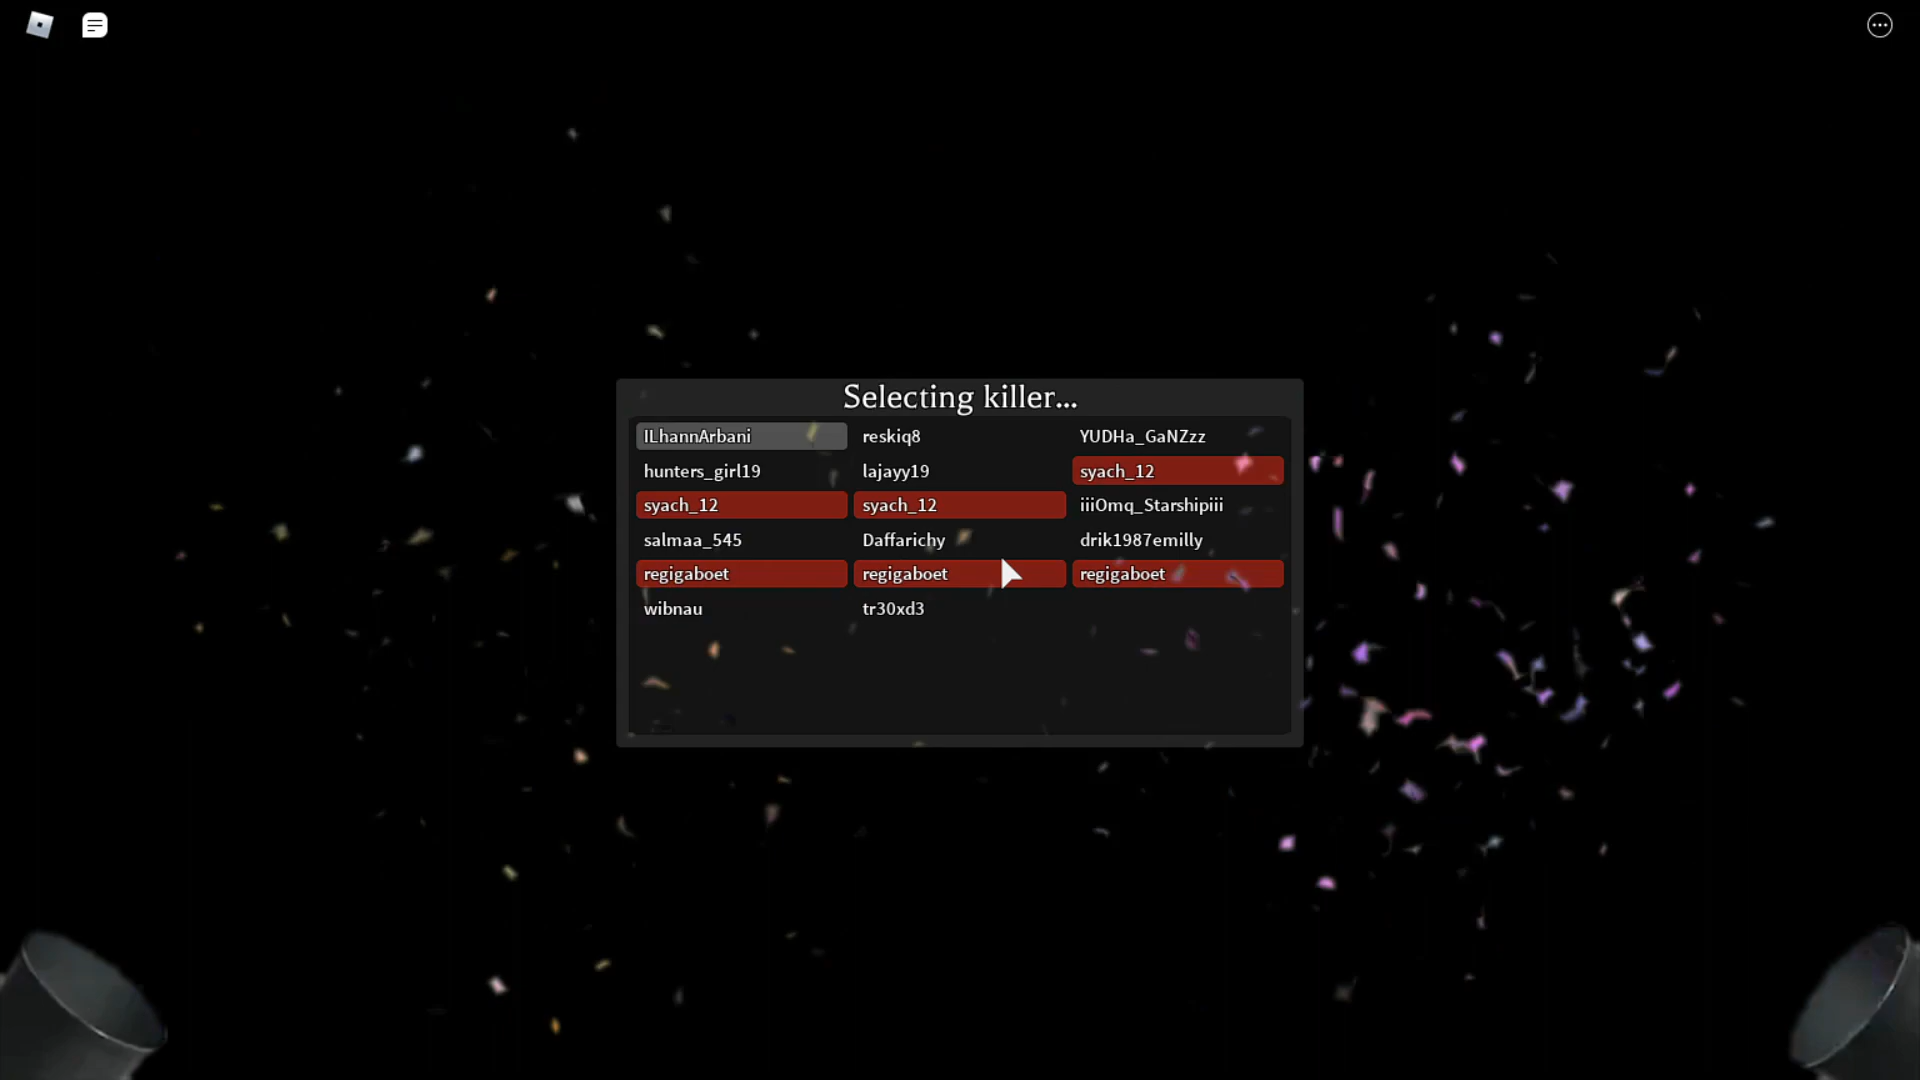 Selecting killer...
ILhannArbani reskiq8 YUDHa_GaNZzz
hunters_girl19 lajayy19 syach_12
syach_12 syach_12 iiiOmq_Starshipiii
salmaa_545 Daffarichy drik1987emilly
regigaboet regigaboet regigaboet
wibnau tr30xd3